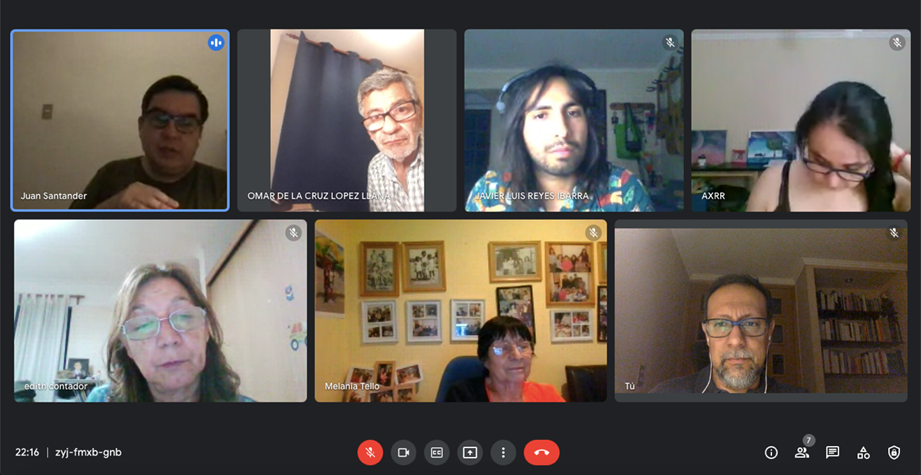 Juan Santander
OMAR DE LA CRUZ LOPEZ LLANA
JAVIER LUIS REYES IBARRA
AXRR
edith contador
Melania Tello
Tú
7
22:16 | zyj-fmxb-gnb